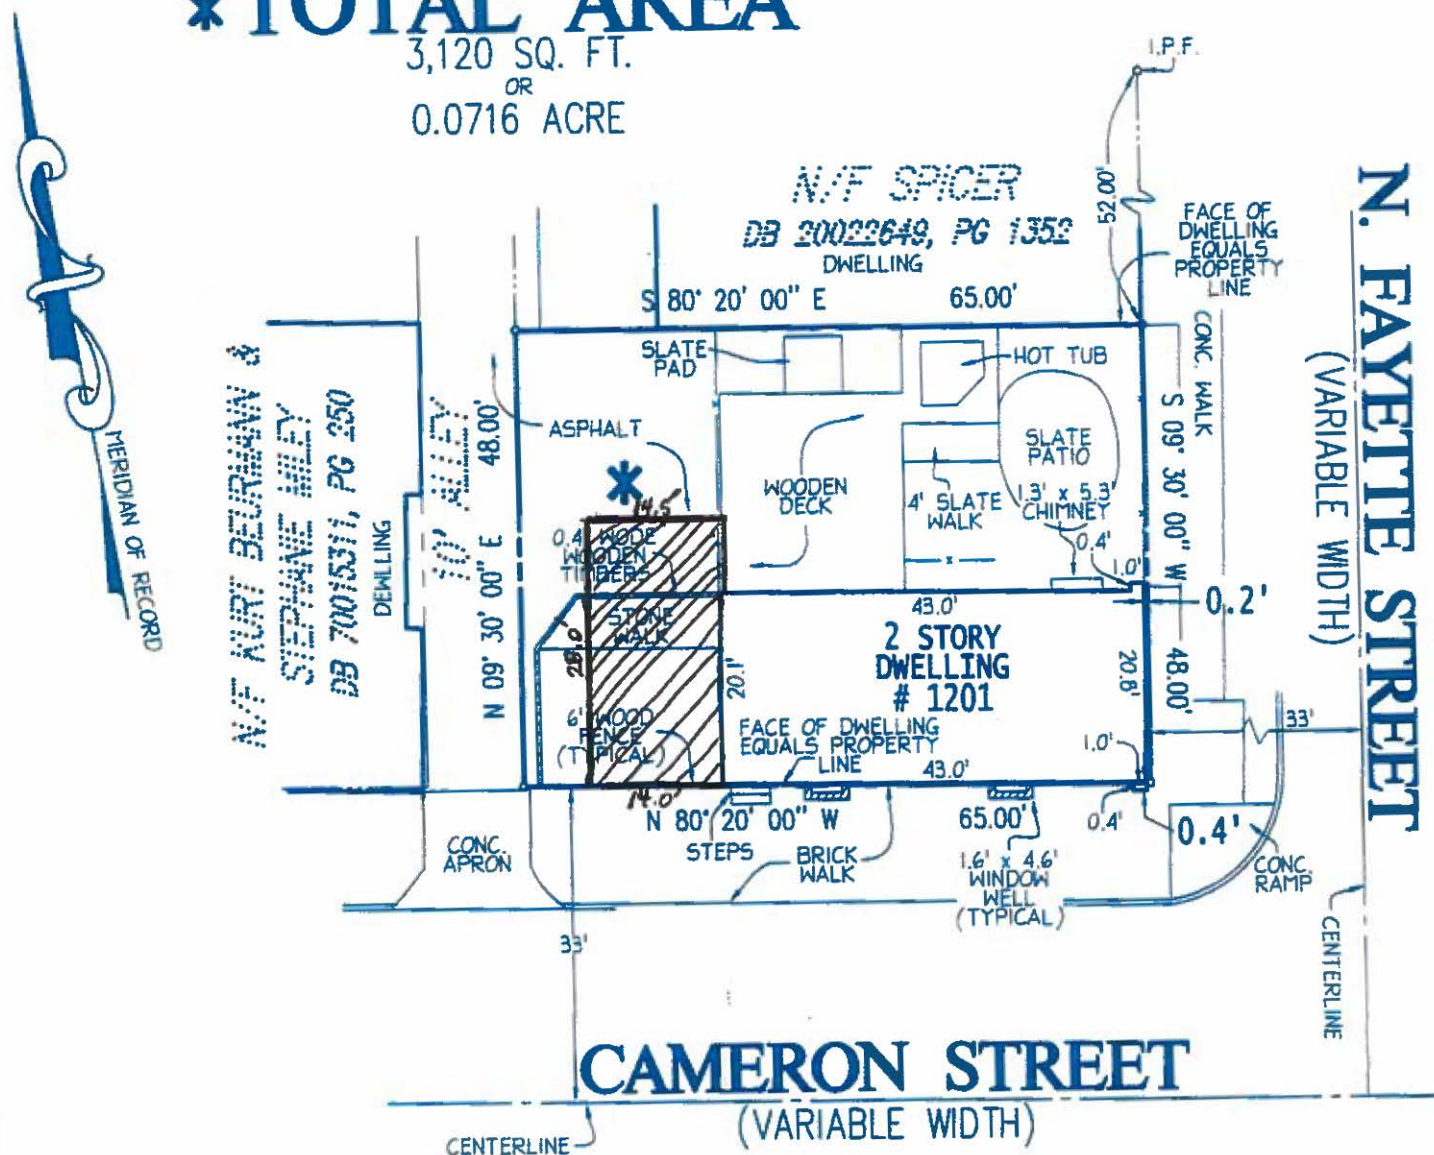 *TOTAL AREA
3,120 SQ. FT.
OR
0.0716 ACRE
I.P.F.
52.00'
N/F SPICER
DB 20022649, PG 1352
DWELLING
S 80° 20' 00" E
65.00'
FACE OF
DWELLING
EQUALS
PROPERTY
LINE
N. FAYETTE STREET
(VARIABLE WIDTH)
CONC. WALK
S 09° 30' 00" W
48.00'
MERIDIAN OF RECORD
N/F KURT BEURMANN &
STEPHANIE MILEY
DB 70015311, PG 250
DEWLLING
10' ALLEY
N 09° 30' 00" E
48.00'
SLATE
PAD
HOT TUB
ASPHALT
*
WOODEN
DECK
4' SLATE
WALK
SLATE
PATIO
1.3' x 5.3'
CHIMNEY
0.4'
1.0'
14.5
0.4' WODE
WOODEN
TIMBERS
STONE
WALK
28.0'
6' WOOD
FENCE
(TYPICAL)
14.0'
20.1'
43.0'
2 STORY
DWELLING
# 1201
20.8'
0.2'
FACE OF DWELLING
EQUALS PROPERTY
LINE
43.0'
1.0'
33'
N 80° 20' 00" W
65.00'
0.4'
0.4'
STEPS
BRICK
WALK
1.6' x 4.6'
WINDOW
WELL
(TYPICAL)
CONC.
RAMP
CONC.
APRON
33'
CENTERLINE
CAMERON STREET
(VARIABLE WIDTH)
CENTERLINE